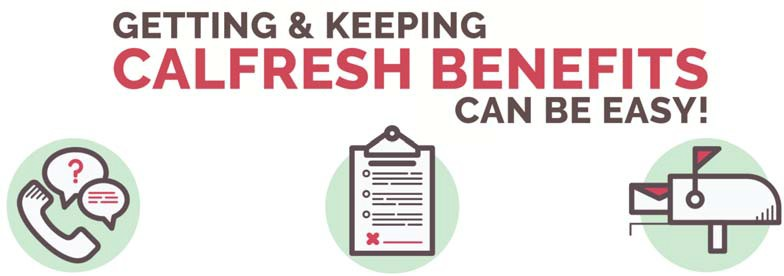 GETTING & KEEPING
CALFRESH BENEFITS
CAN BE EASY!
?